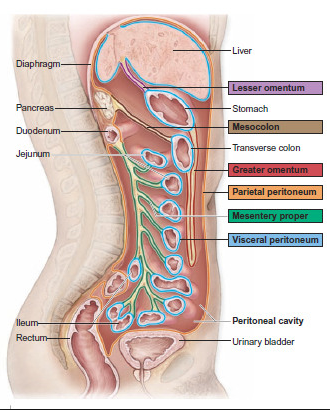 Liver
Diaphragm
Lesser omentum
Pancreas
Stomach
Mesocolon
Duodenum
Transverse colon
Jejunum
Greater omentum
Parietal peritoneum
Mesentery proper
Visceral peritoneum
Ileum
Peritoneal cavity
Rectum
Urinary bladder